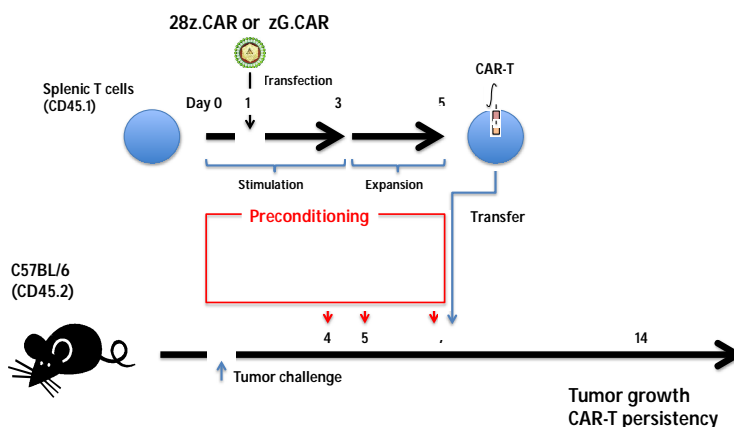 28z.CAR or zG.CAR
Transfection
CAR-T
Splenic T cells
(CD45.1)
Day 0 1 3 5
Stimulation
Expansion
Preconditioning
Transfer
C57BL/6
(CD45.2)
4 5 14
Tumor challenge
Tumor growth
CAR-T persistency